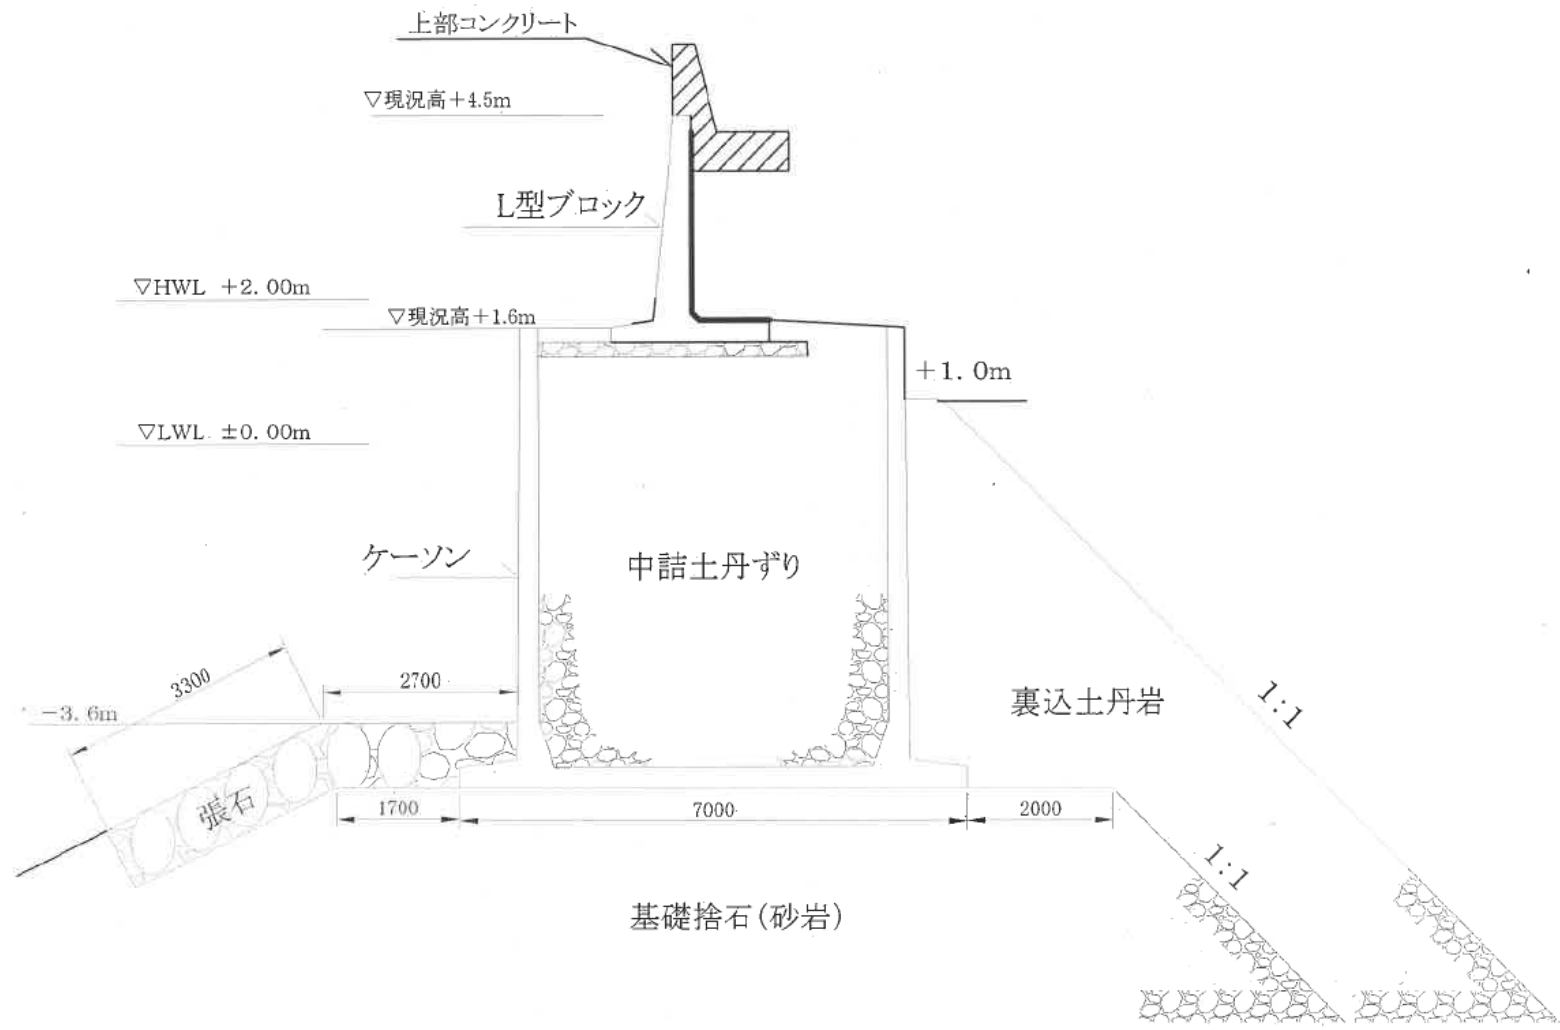 上部コンクリート
▽現況高+4.5m
L型ブロック
▽HWL +2.00m
▽現況高+1.6m
+1.0m
▽LWL ±0.00m
ケーソン
中詰土丹ずり
3300
2700
-3.6m
裏込土丹岩
1:1
張石
1700
7000
2000
1:1
基礎捨石(砂岩)